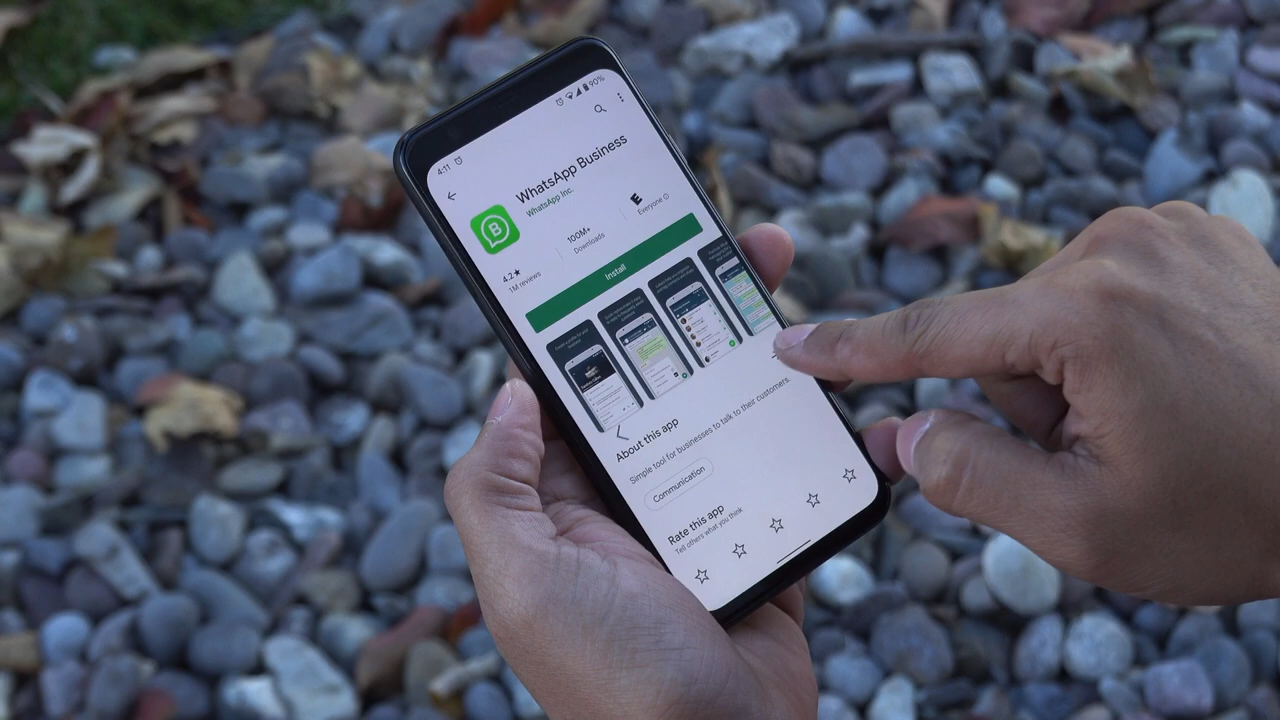 4:11
90%
WhatsApp Business
WhatsApp Inc.
4.2★
1M reviews
100M+
Downloads
E
Everyone
Install
About this app
Simple tool for businesses to talk to their customers.
Communication
Rate this app
Tell others what you think